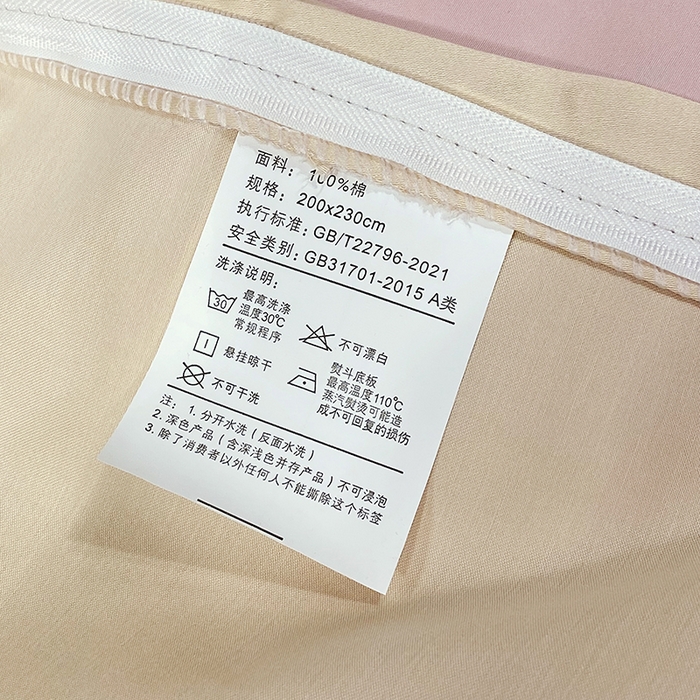 面料: 100%棉
规格: 200x230cm
执行标准: GB/T22796-2021
安全类别: GB31701-2015 A类
洗涤说明:
30
最高洗涤
温度30℃
常规程序
不可漂白
悬挂晾干
熨斗底板
最高温度110℃
蒸汽熨烫可能造
成不可回复的损伤
不可干洗
注: 1. 分开水洗 (反面水洗)
2. 深色产品 (含深浅色并存产品) 不可浸泡
3. 除了消费者以外任何人不能撕除这个标签